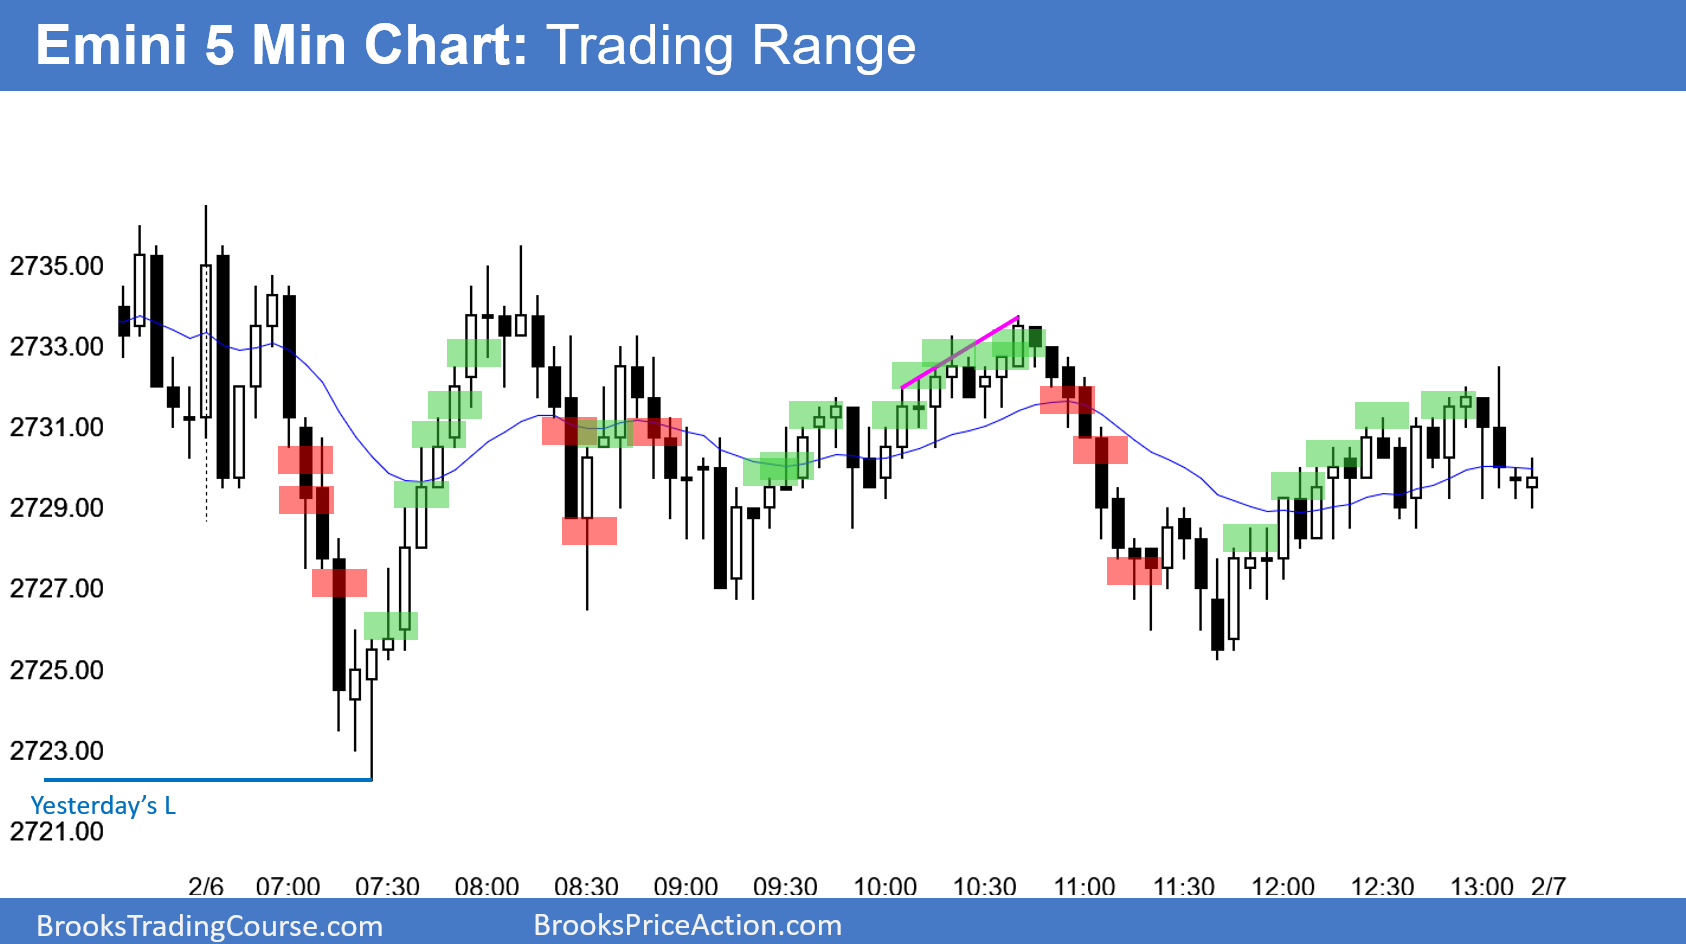 Emini 5 Min Chart: Trading Range
2735.00
2733.00
2731.00
2729.00
2727.00
2725.00
2723.00
Yesterday’s L
2721.00
2/6 07:00 07:30 08:00 08:30 09:00 09:30 10:00 10:30 11:00 11:30 12:00 12:30 13:00 2/7
BrooksTradingCourse.com BrooksPriceAction.com